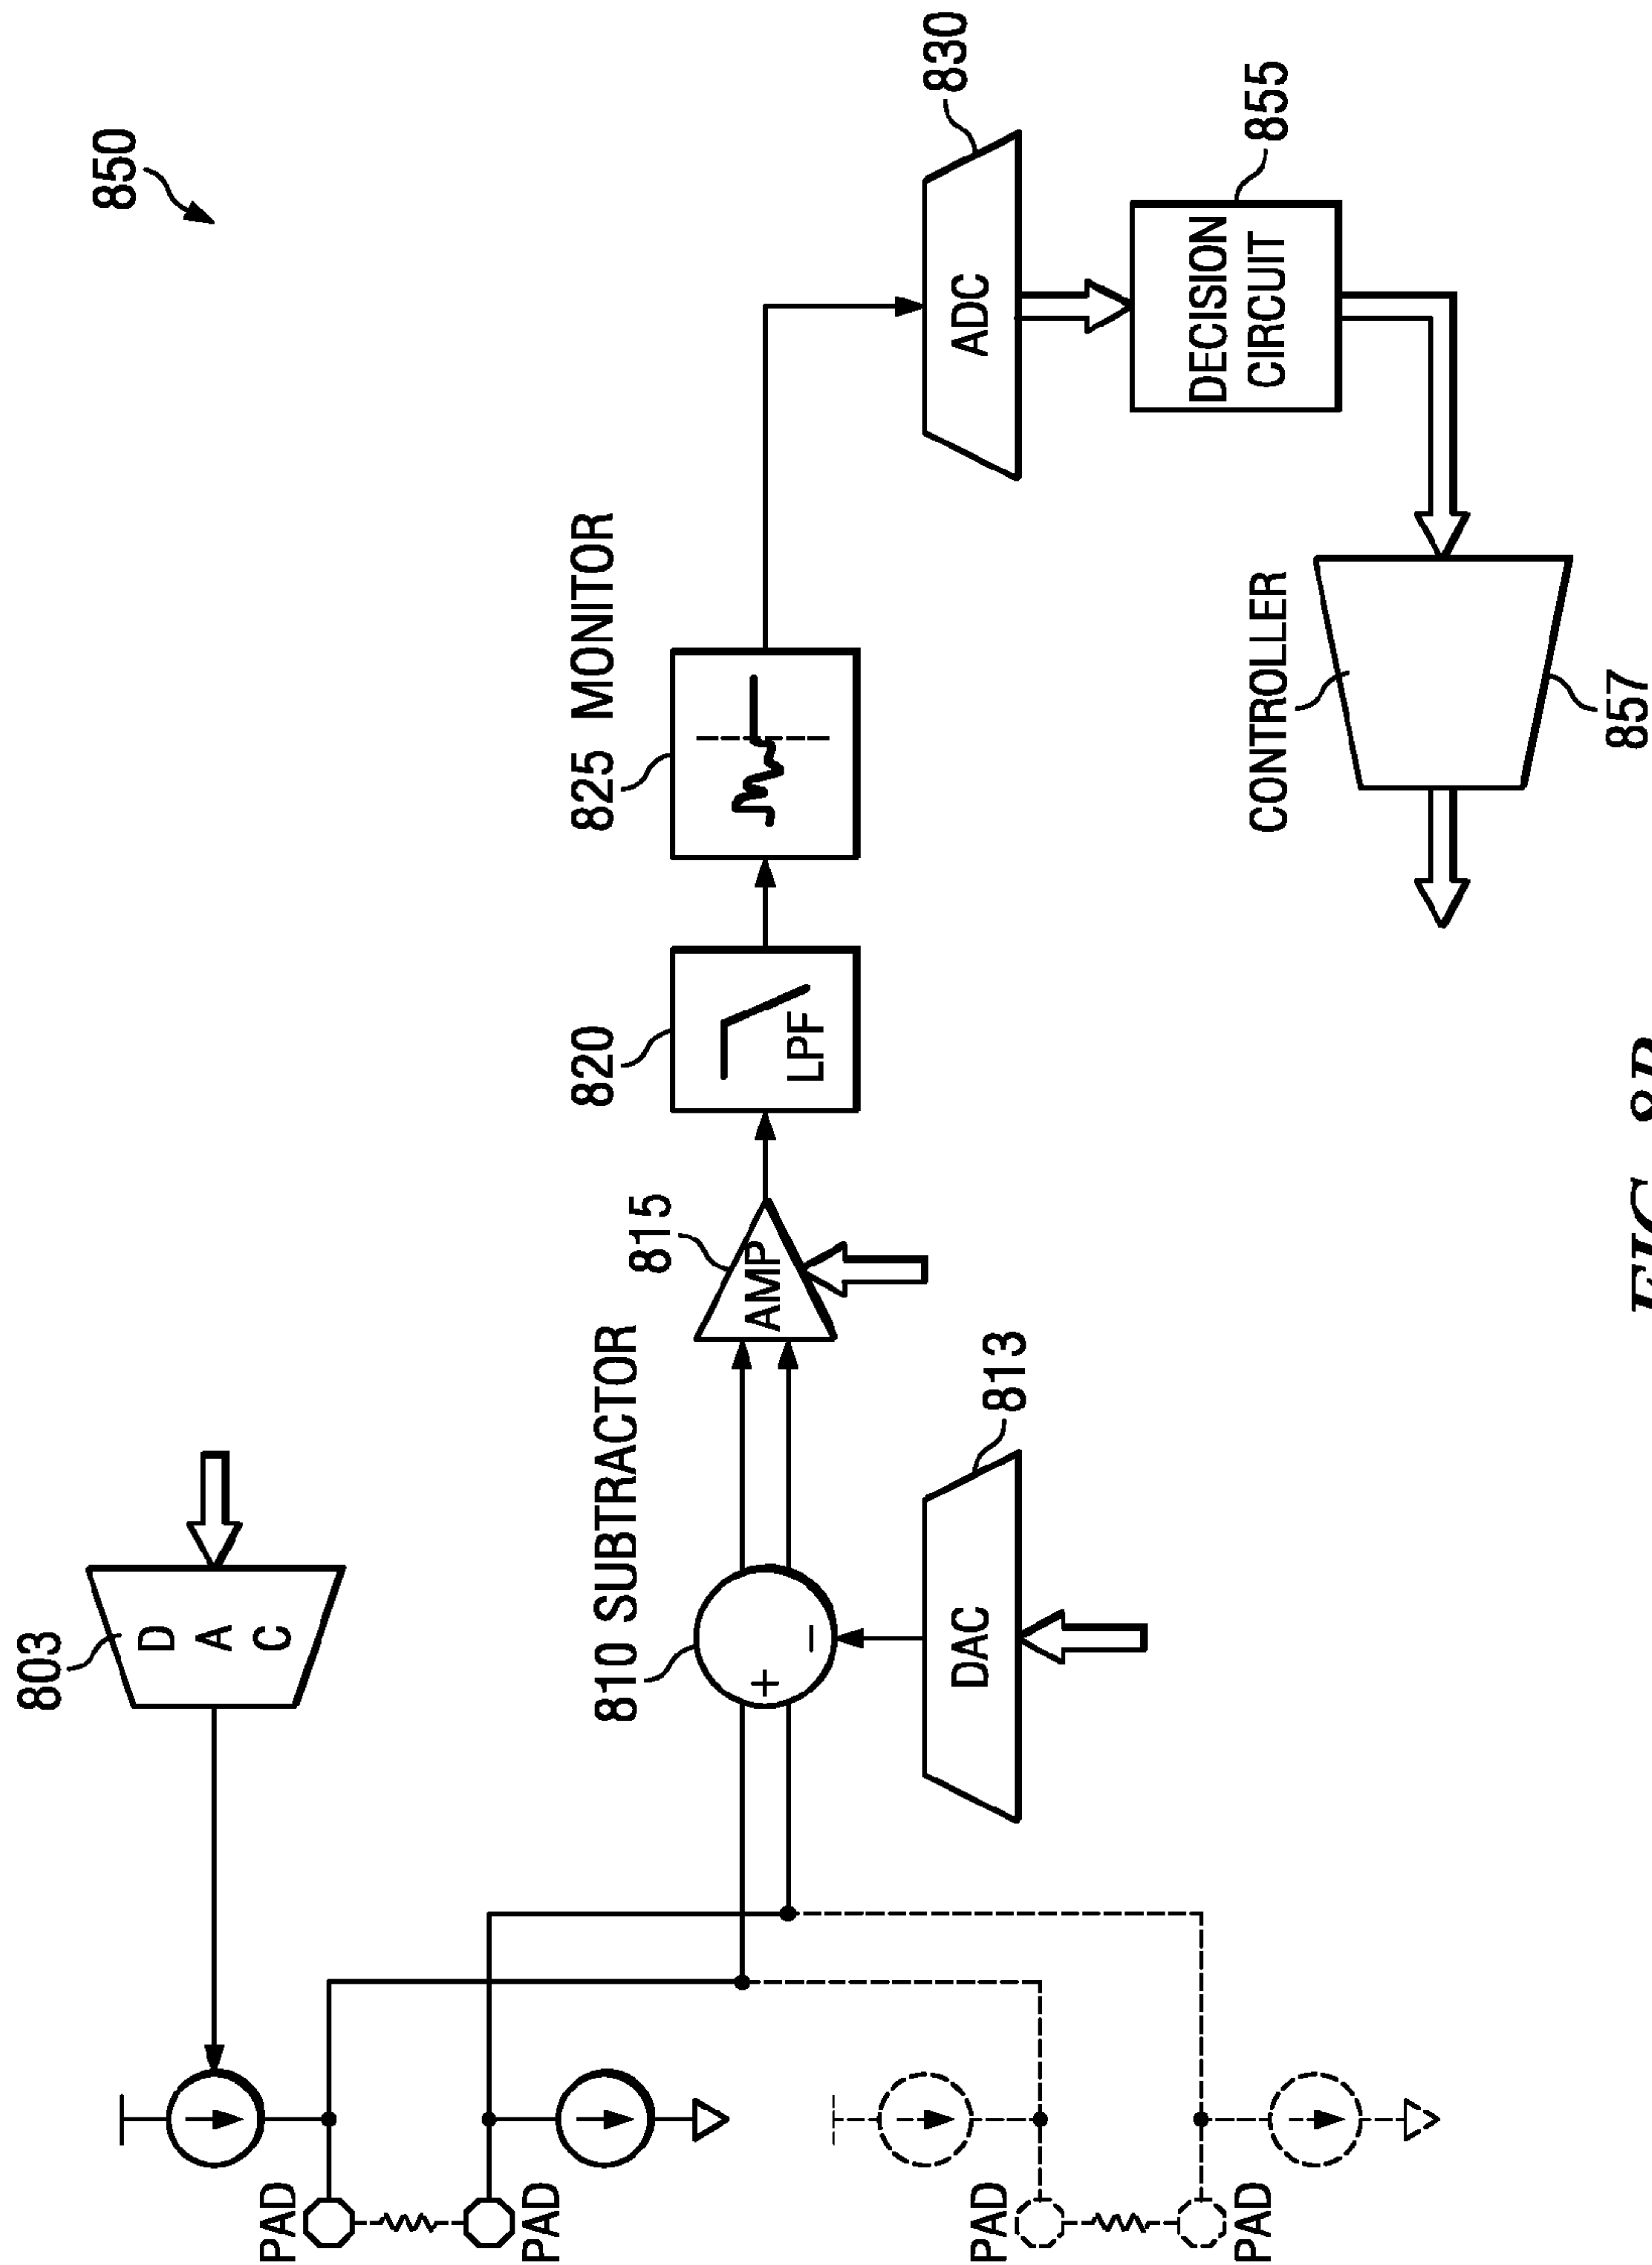 803
850
D
A
C
PAD
PAD
810 SUBTRACTOR
815
820
825 MONITOR
AMP
LPF
830
DAC
ADC
813
PAD
PAD
DECISION
CIRCUIT
855
CONTROLLER
857
FIG.